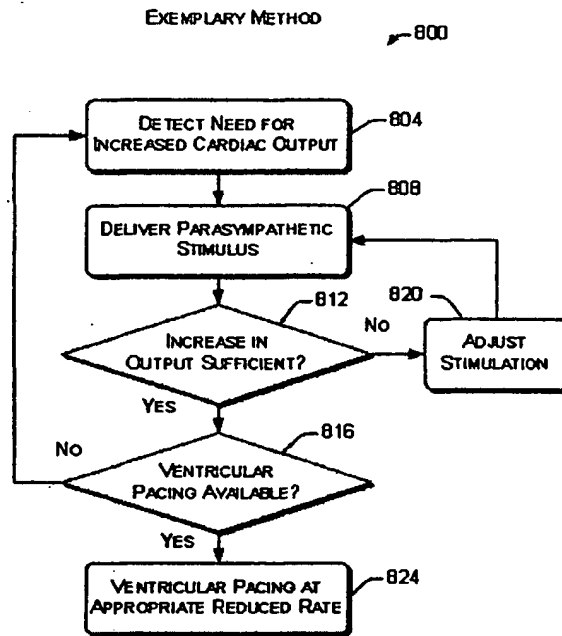 EXEMPLARY METHOD
800
DETECT NEED FOR
INCREASED CARDIAC OUTPUT
804
DELIVER PARASYMPATHETIC
STIMULUS
808
INCREASE IN
OUTPUT SUFFICIENT?
812
NO
ADJUST
STIMULATION
820
YES
VENTRICULAR
PACING AVAILABLE?
816
NO
YES
VENTRICULAR PACING AT
APPROPRIATE REDUCED RATE
824